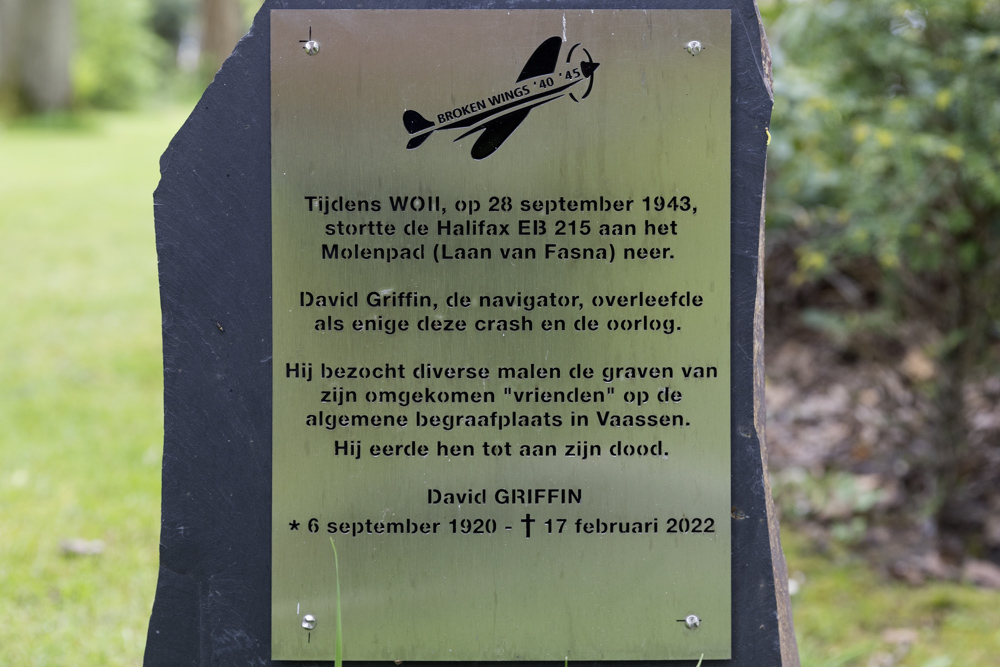 BROKEN WINGS '40 '45
Tijdens WOII, op 28 september 1943,
stortte de Halifax EB 215 aan het
Molenpad (Laan van Fasna) neer.
David Griffin, de navigator, overleefde
als enige deze crash en de oorlog.
Hij bezocht diverse malen de graven van
zijn omgekomen "vrienden" op de
algemene begraafplaats in Vaassen.
Hij eerde hen tot aan zijn dood.
David GRIFFIN
* 6 september 1920 - † 17 februari 2022